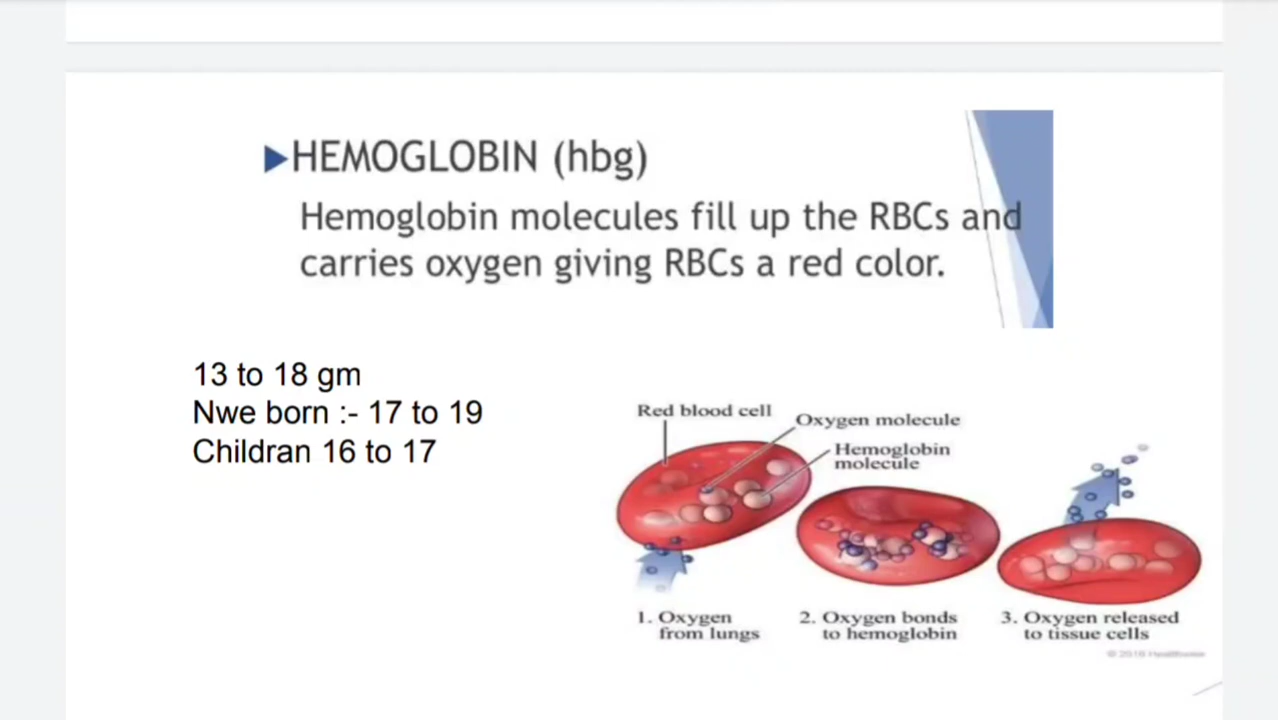 HEMOGLOBIN (hbg)
Hemoglobin molecules fill up the RBCs and
carries oxygen giving RBCs a red color.
13 to 18 gm
Nwe born :- 17 to 19
Childran 16 to 17
Red blood cell
Oxygen molecule
Hemoglobin
molecule
1. Oxygen
from lungs
2. Oxygen bonds
to hemoglobin
3. Oxygen released
to tissue cells